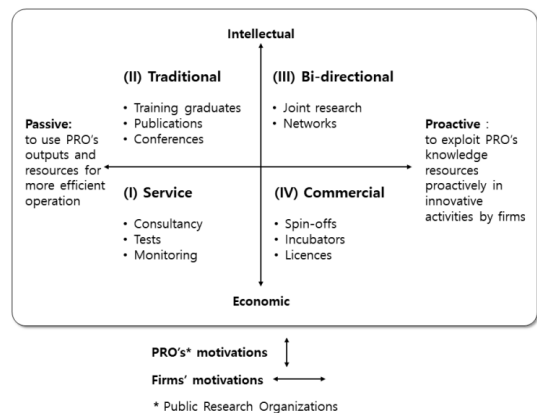 Intellectual
(II) Traditional
• Training graduates
• Publications
• Conferences
(III) Bi-directional
• Joint research
• Networks
Passive:
to use PRO's
outputs and
resources for
more efficient
operation
Proactive :
to exploit PRO's
knowledge
resources
proactively in
innovative
activities by firms
(I) Service
• Consultancy
• Tests
• Monitoring
(IV) Commercial
• Spin-offs
• Incubators
• Licences
Economic
PRO's* motivations
Firms' motivations
* Public Research Organizations